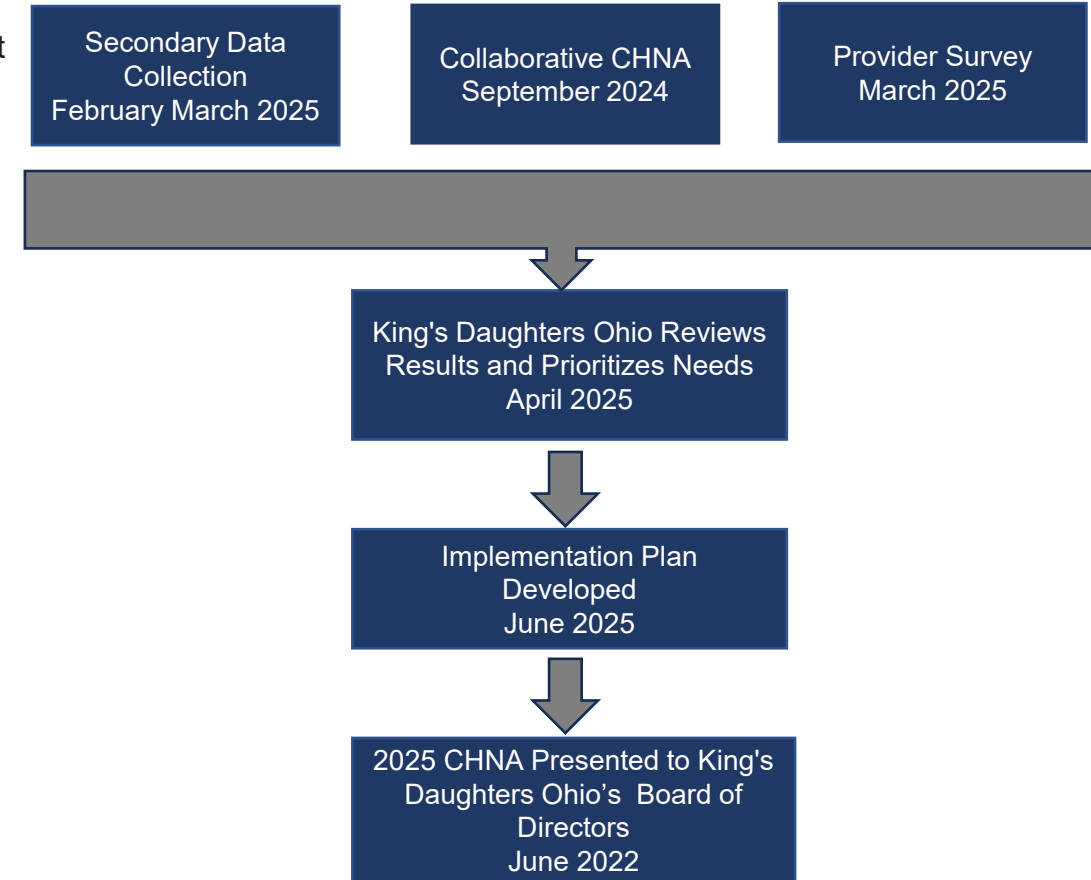 t
Secondary Data
Collection
February March 2025
Collaborative CHNA
September 2024
Provider Survey
March 2025
King's Daughters Ohio Reviews
Results and Prioritizes Needs
April 2025
Implementation Plan
Developed
June 2025
2025 CHNA Presented to King's
Daughters Ohio’s  Board of
Directors
June 2022